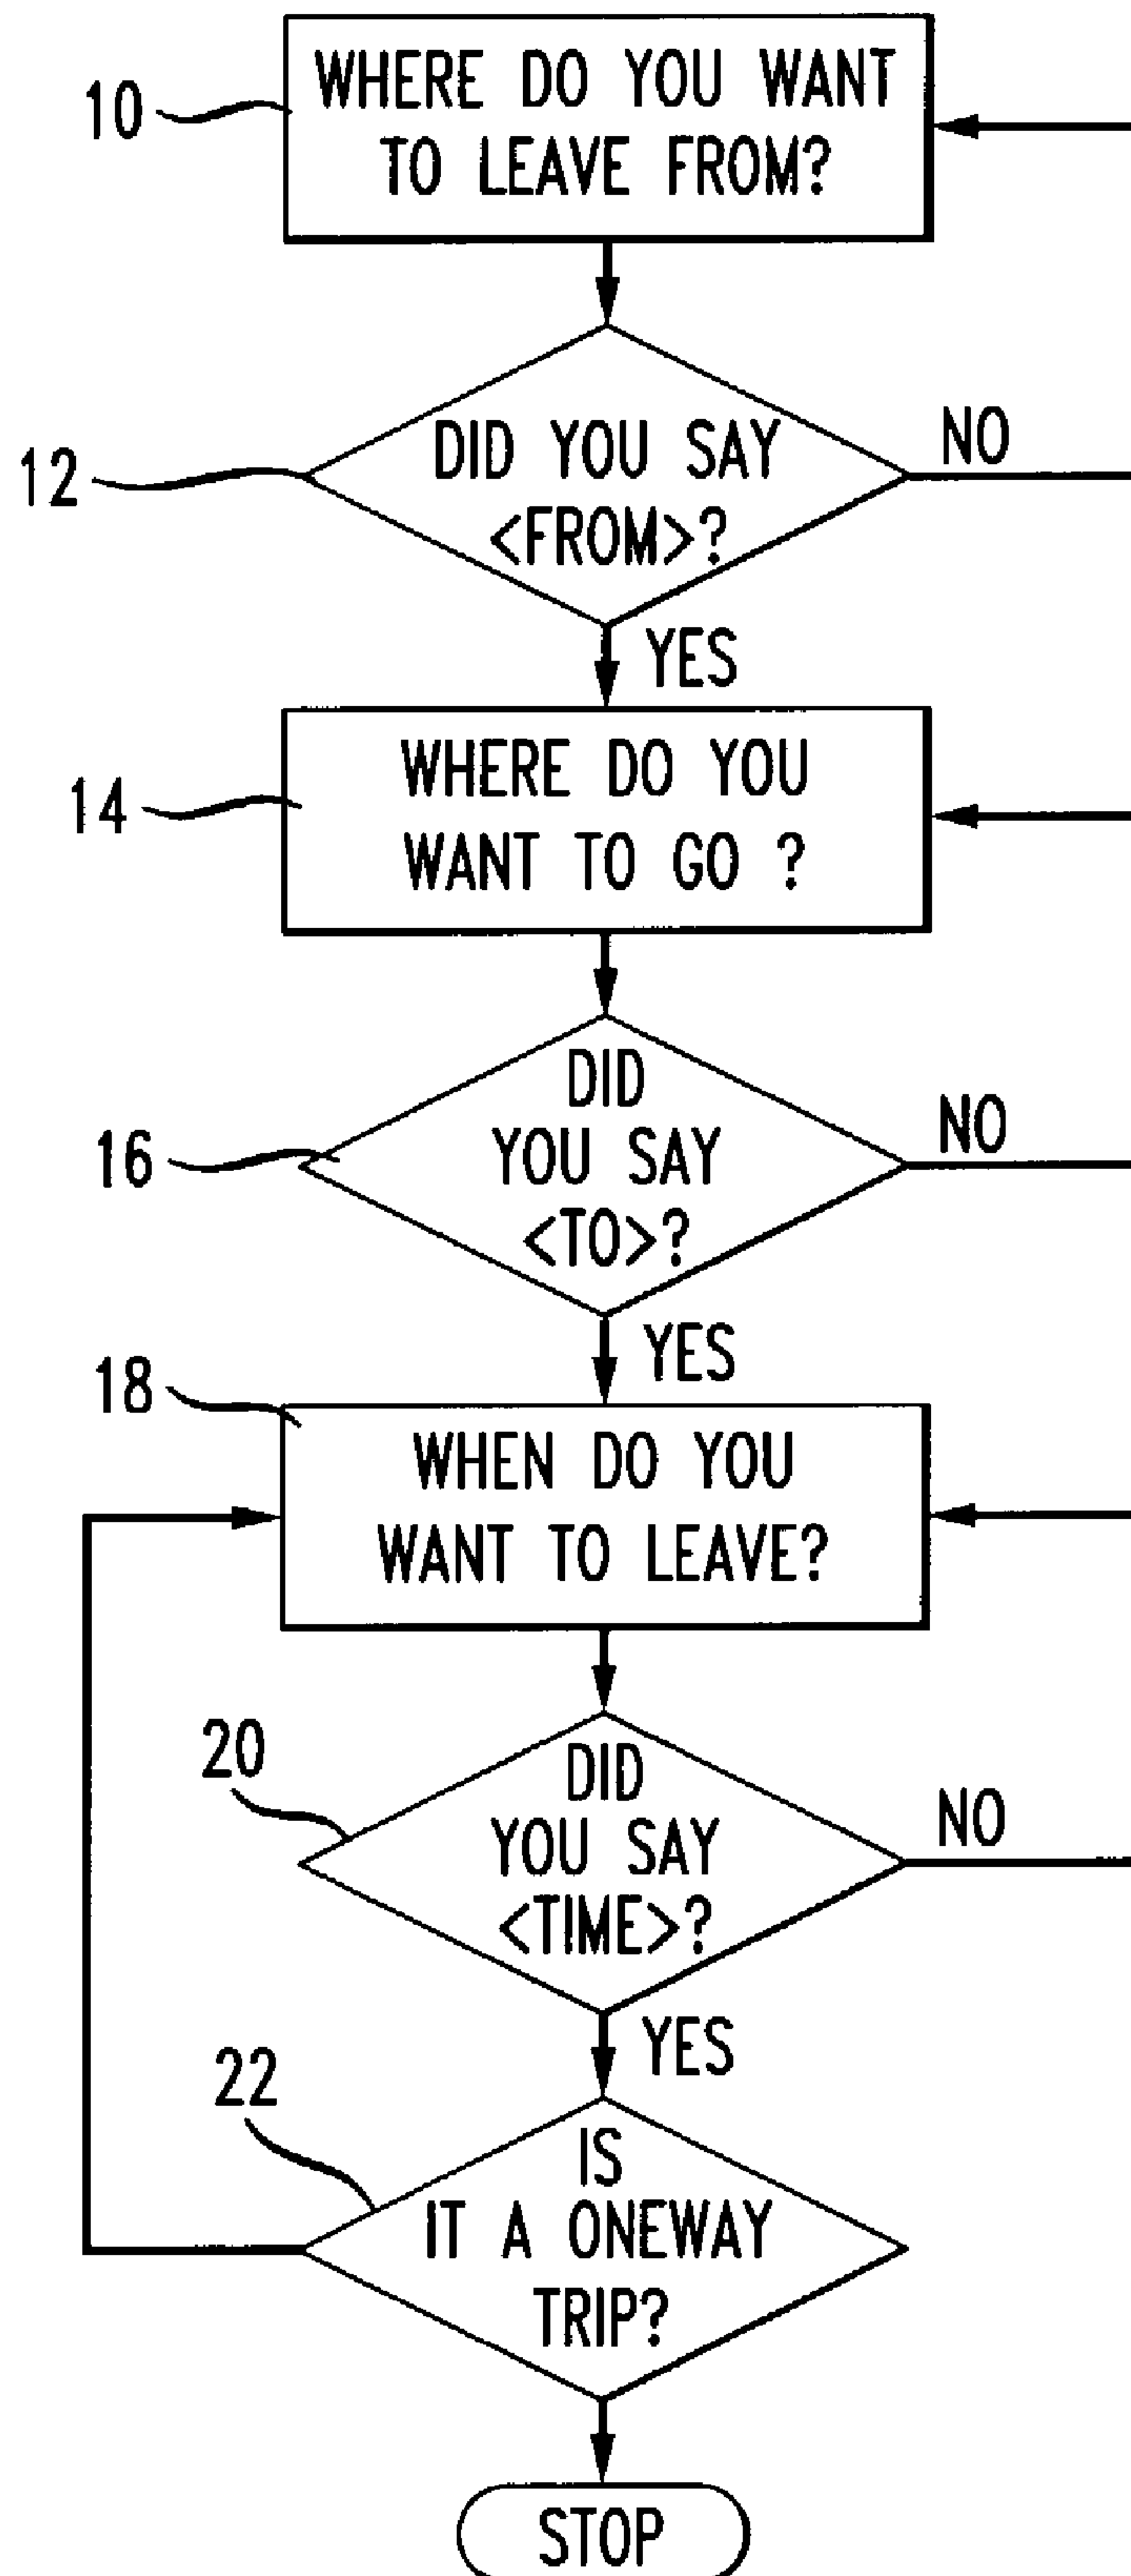 10
WHERE DO YOU WANT
TO LEAVE FROM?
12
DID YOU SAY
<FROM>?
NO
YES
14
WHERE DO YOU
WANT TO GO ?
16
DID
YOU SAY
<TO>?
NO
YES
18
WHEN DO YOU
WANT TO LEAVE?
20
DID
YOU SAY
<TIME>?
NO
YES
22
IS
IT A ONEWAY
TRIP?
STOP